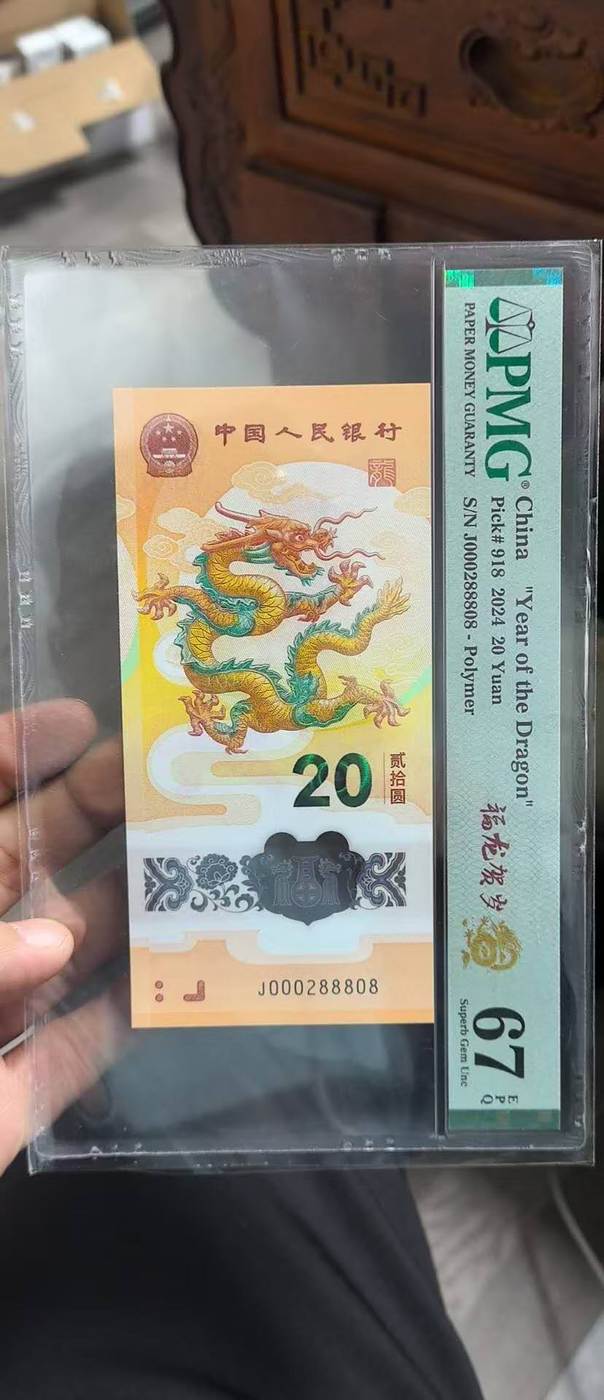 中国人民银行
龍
20
贰拾圆
J000288808
PMG®
PAPER MONEY GUARANTY
China "Year of the Dragon"
Pick# 918 2024 20 Yuan
S/N J000288808 - Polymer
福龙贺岁
67
EPQ
Superb Gem Unc